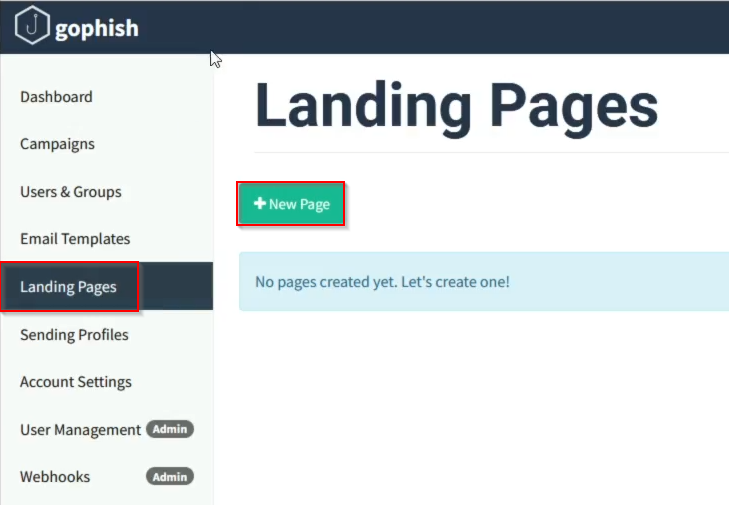 gophish
Landing Pages
Dashboard
Campaigns
Users & Groups
Email Templates
Landing Pages
Sending Profiles
Account Settings
User Management Admin
Webhooks Admin
New Page
No pages created yet. Let's create one!